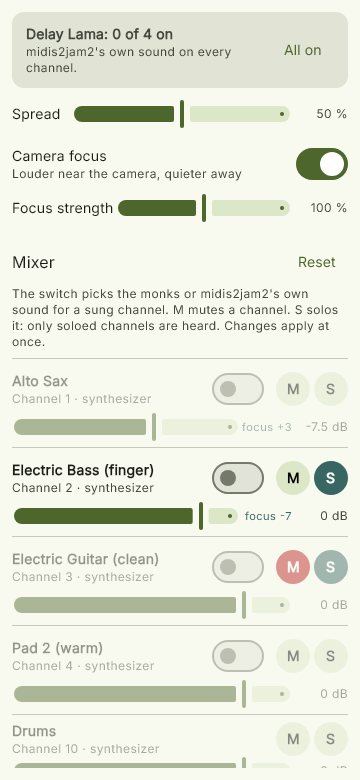 Delay Lama: 0 of 4 on
midis2jam2's own sound on every
channel.
All on
Spread
50 %
Camera focus
Louder near the camera, quieter away
Focus strength
100 %
Mixer
Reset
The switch picks the monks or midis2jam2's own
sound for a sung channel. M mutes a channel. S solos
it: only soloed channels are heard. Changes apply at
once.
Alto Sax
Channel 1 · synthesizer
M S
focus +3 -7.5 dB
Electric Bass (finger)
Channel 2 · synthesizer
M S
focus -7 0 dB
Electric Guitar (clean)
Channel 3 · synthesizer
M S
0 dB
Pad 2 (warm)
Channel 4 · synthesizer
M S
0 dB
Drums
Channel 10 · synthesizer
M S